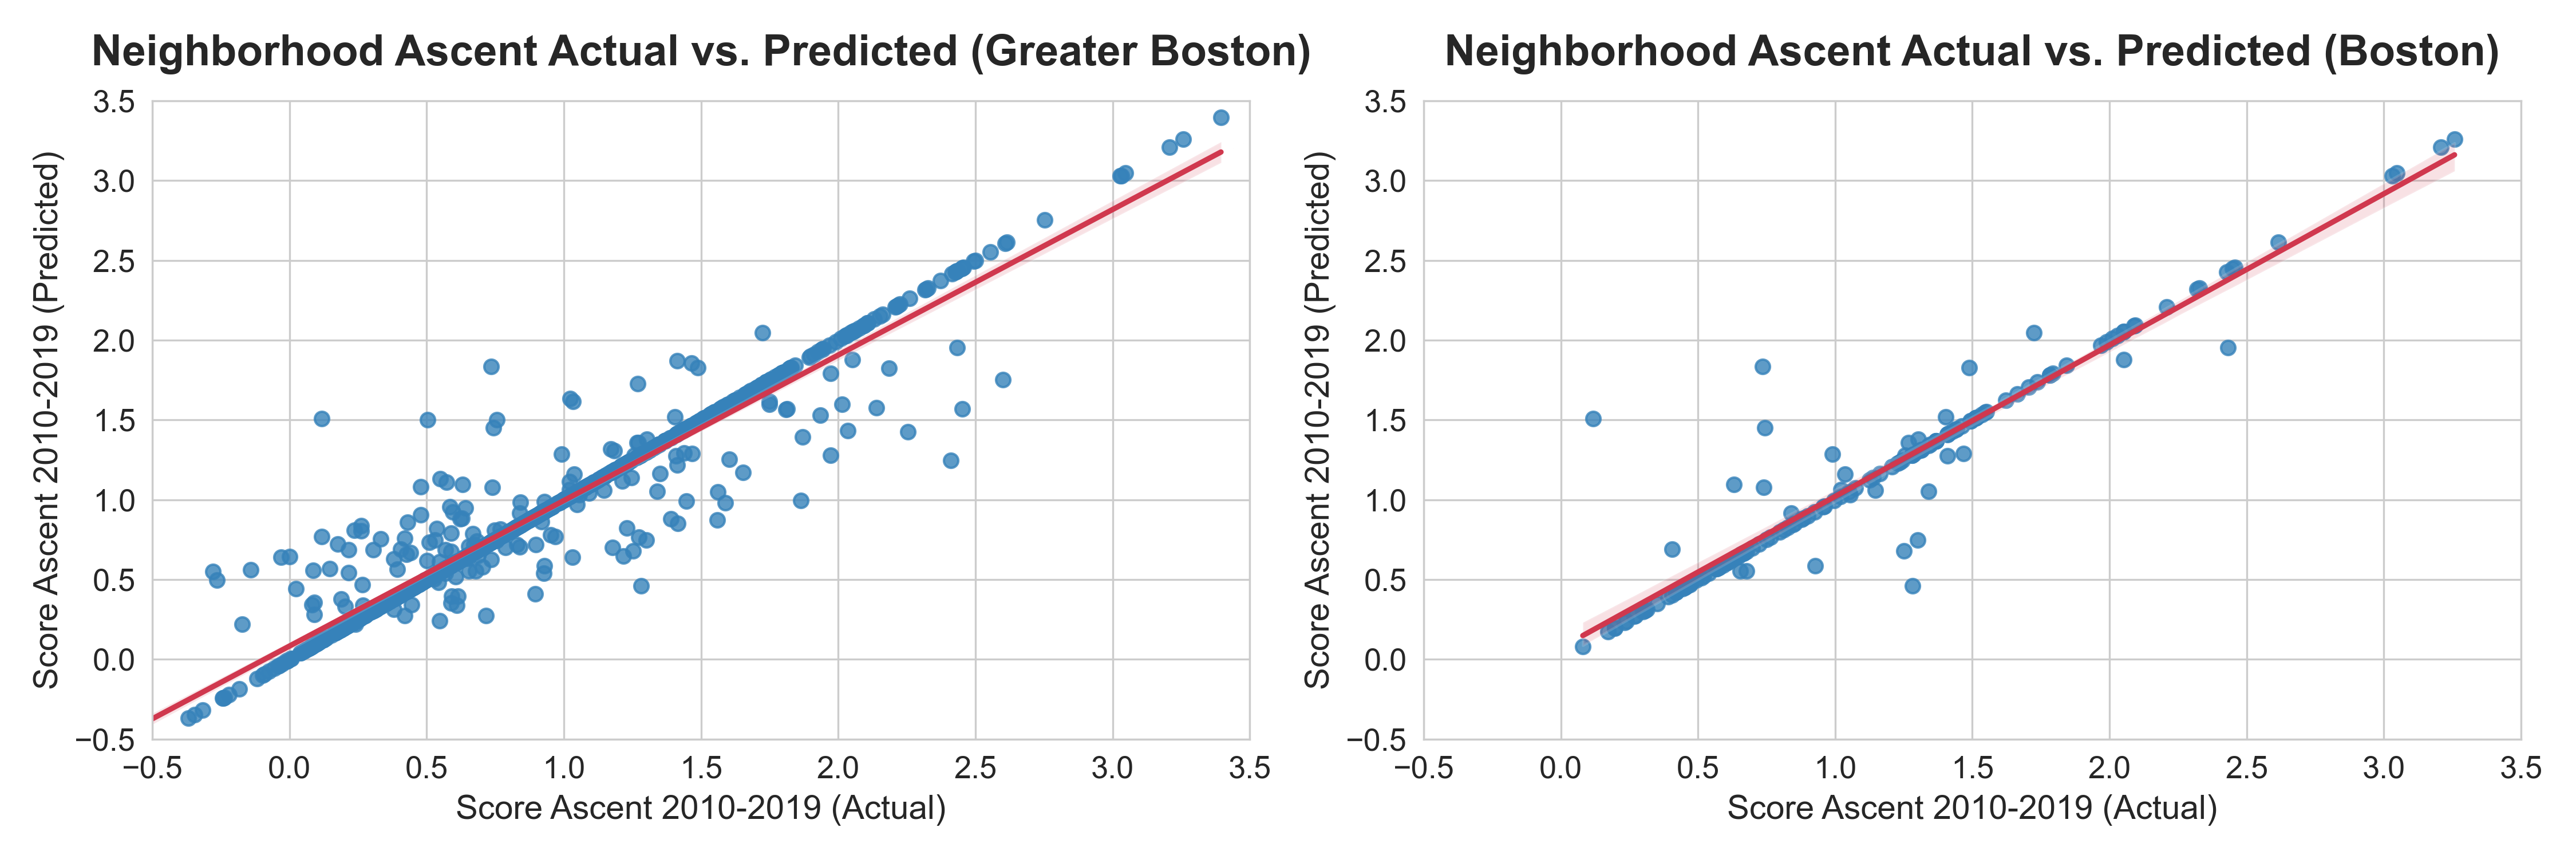 Neighborhood Ascent Actual vs. Predicted (Greater Boston)
Score Ascent 2010-2019 (Predicted)
3.5
3.0
2.5
2.0
1.5
1.0
0.5
0.0
−0.5
−0.5 0.0 0.5 1.0 1.5 2.0 2.5 3.0 3.5
Score Ascent 2010-2019 (Actual)
Neighborhood Ascent Actual vs. Predicted (Boston)
Score Ascent 2010-2019 (Predicted)
3.5
3.0
2.5
2.0
1.5
1.0
0.5
0.0
−0.5
−0.5 0.0 0.5 1.0 1.5 2.0 2.5 3.0 3.5
Score Ascent 2010-2019 (Actual)